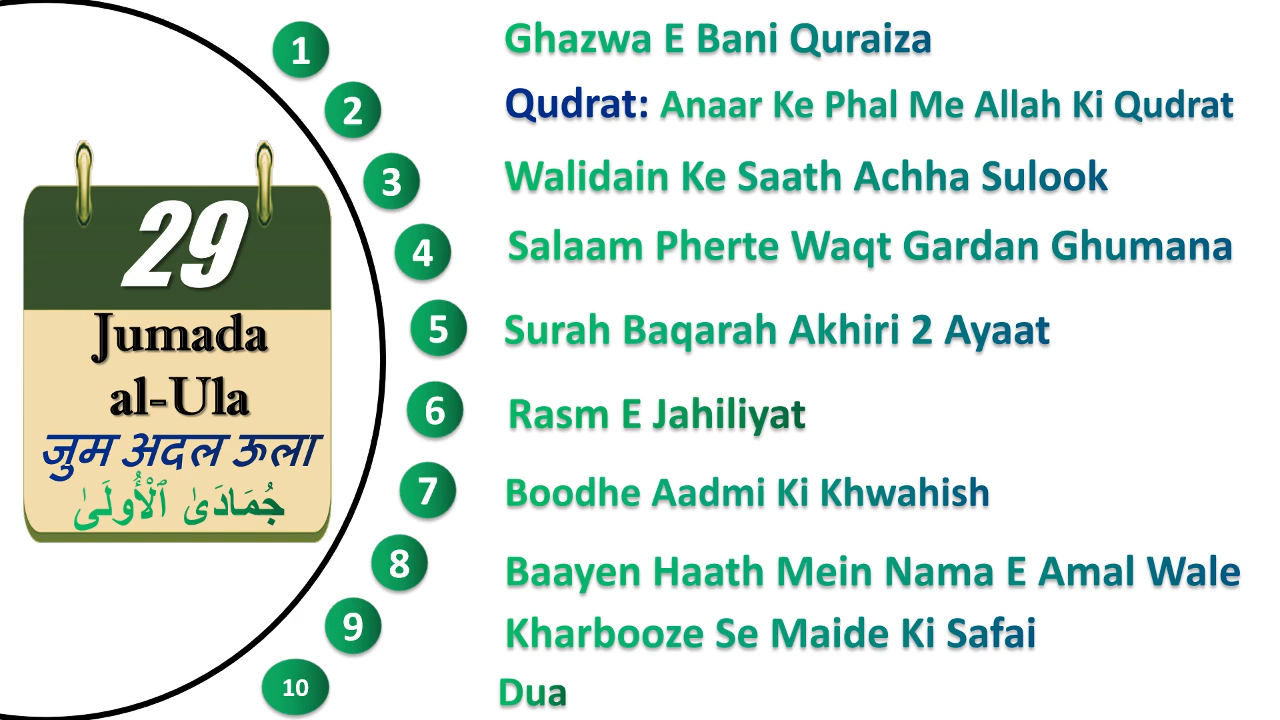 29
Jumada
al-Ula
जुम अदल ऊला
جُمَادَىٰ ٱلْأُولَىٰ
1 Ghazwa E Bani Quraiza
2 Qudrat: Anaar Ke Phal Me Allah Ki Qudrat
3 Walidain Ke Saath Achha Sulook
4 Salaam Pherte Waqt Gardan Ghumana
5 Surah Baqarah Akhiri 2 Ayaat
6 Rasm E Jahiliyat
7 Boodhe Aadmi Ki Khwahish
8 Baayen Haath Mein Nama E Amal Wale
9 Kharbooze Se Maide Ki Safai
10 Dua